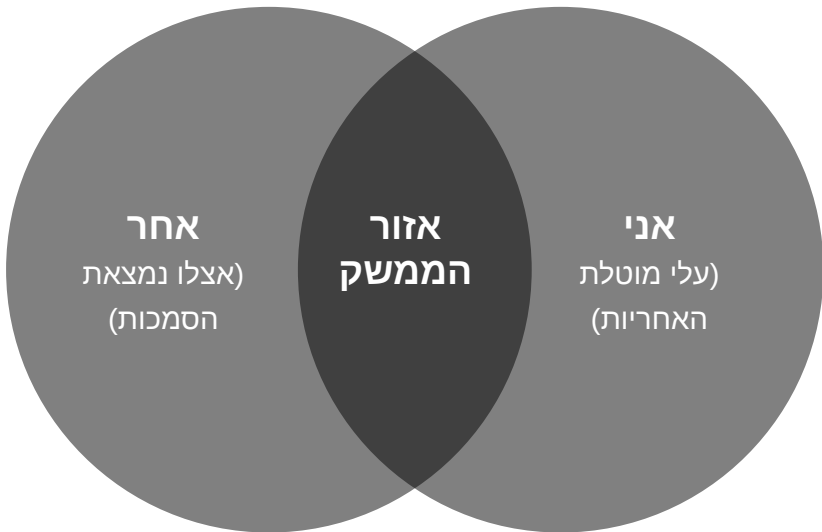 אני
(עלי מוטלת
האחריות)
אזור
הממשק
אחר
(אצלו נמצאת
הסמכות)